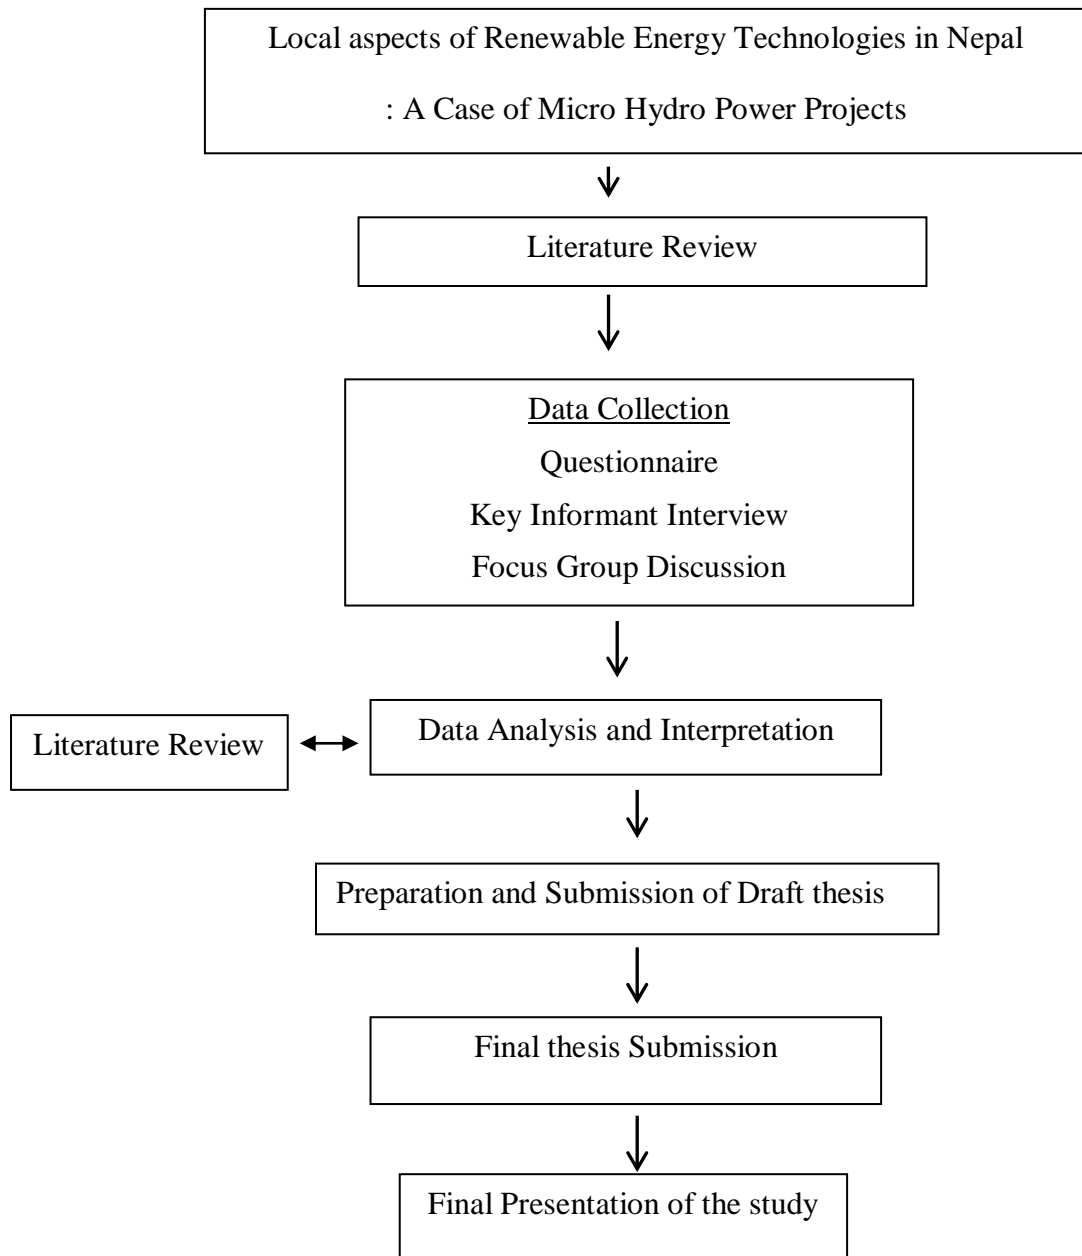 Local aspects of Renewable Energy Technologies in Nepal
: A Case of Micro Hydro Power Projects
Literature Review
Data Collection
Questionnaire
Key Informant Interview
Focus Group Discussion
Literature Review
Data Analysis and Interpretation
Preparation and Submission of Draft thesis
Final thesis Submission
Final Presentation of the study